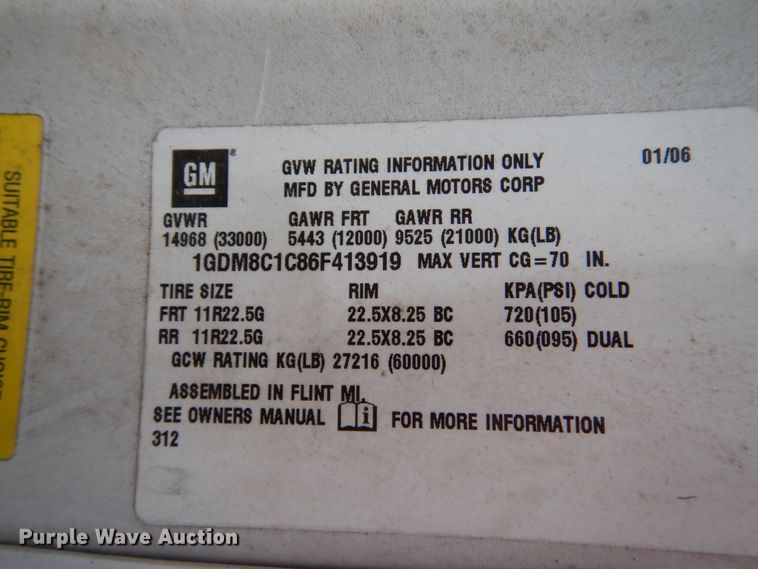 SUITABLE TIRE-RIM CHOICE
GM
GVW RATING INFORMATION ONLY 01/06
MFD BY GENERAL MOTORS CORP
GVWR GAWR FRT GAWR RR
14968 (33000) 5443 (12000) 9525 (21000) KG(LB)
1GDM8C1C86F413919 MAX VERT CG=70 IN.
TIRE SIZE RIM KPA(PSI) COLD
FRT 11R22.5G 22.5X8.25 BC 720(105)
RR 11R22.5G 22.5X8.25 BC 660(095) DUAL
GCW RATING KG(LB) 27216 (60000)
ASSEMBLED IN FLINT MI.
SEE OWNERS MANUAL i FOR MORE INFORMATION
312
Purple Wave Auction